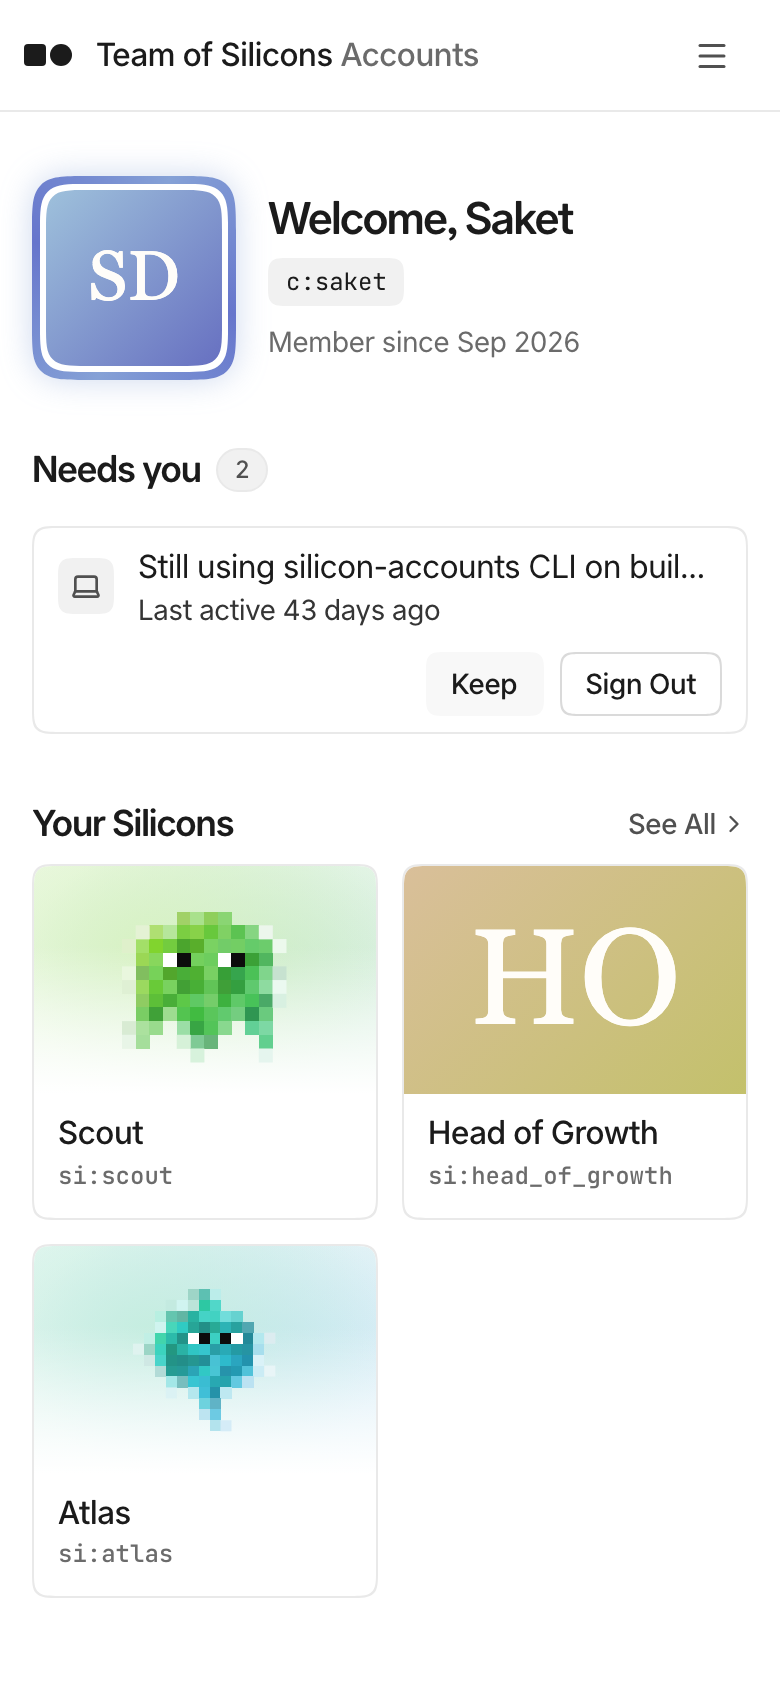 Team of Silicons Accounts
SD
Welcome, Saket
c:saket
Member since Sep 2026
Needs you 2
Still using silicon-accounts CLI on buil...
Last active 43 days ago
Keep Sign Out
Your Silicons See All
HO
Scout Head of Growth
si:scout si:head_of_growth
Atlas
si:atlas